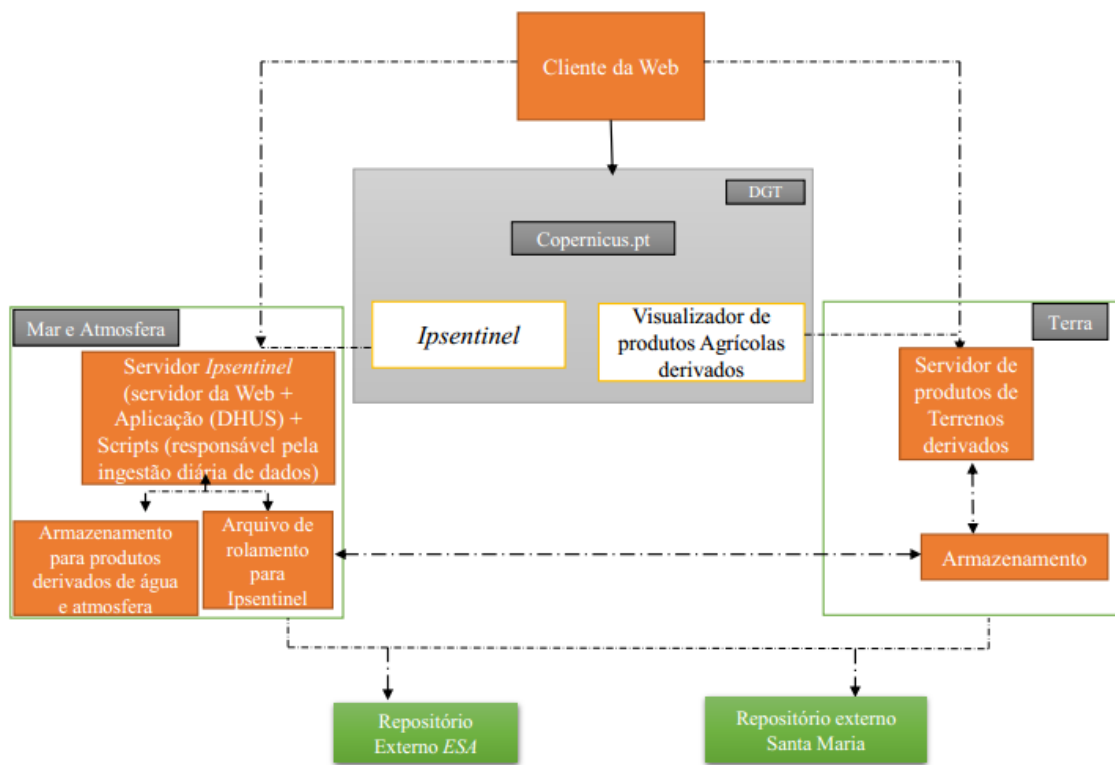 Cliente da Web
DGT
Copernicus.pt
Ipsentinel
Visualizador de
produtos Agrícolas
derivados
Mar e Atmosfera
Servidor Ipsentinel
(servidor da Web +
Aplicação (DHUS) +
Scripts (responsável pela
ingestão diária de dados)
Armazenamento
para produtos
derivados de água
e atmosfera
Arquivo de
rolamento
para
Ipsentinel
Terra
Servidor de
produtos de
Terrenos
derivados
Armazenamento
Repositório
Externo ESA
Repositório externo
Santa Maria